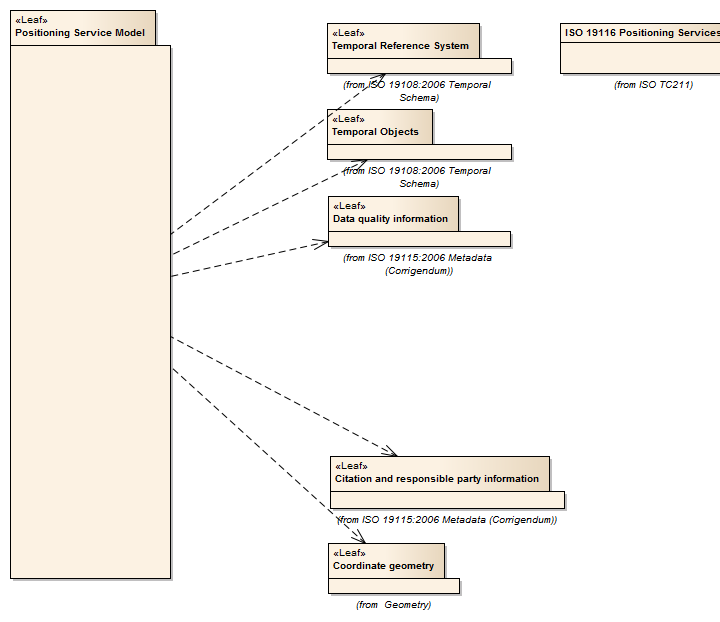 «Leaf»
Positioning Service Model
«Leaf»
Temporal Reference System
(from ISO 19108:2006 Temporal
Schema)
ISO 19116 Positioning Services
(from ISO TC211)
«Leaf»
Temporal Objects
(from ISO 19108:2006 Temporal
Schema)
«Leaf»
Data quality information
(from ISO 19115:2006 Metadata
(Corrigendum))
«Leaf»
Citation and responsible party information
(from ISO 19115:2006 Metadata (Corrigendum))
«Leaf»
Coordinate geometry
(from Geometry)